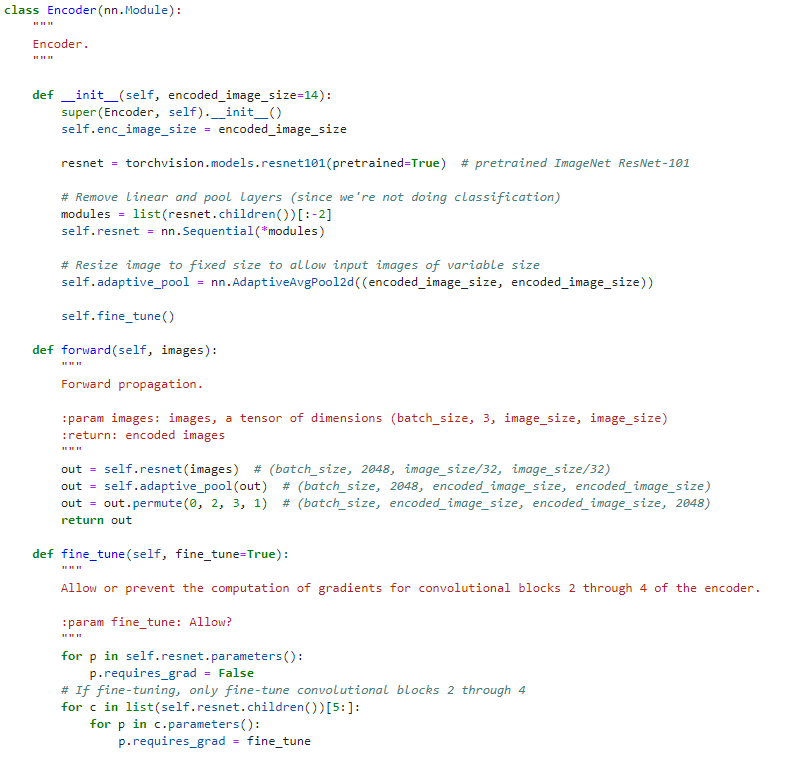 class Encoder(nn.Module):
    """
    Encoder.
    """

    def __init__(self, encoded_image_size=14):
        super(Encoder, self).__init__()
        self.enc_image_size = encoded_image_size

        resnet = torchvision.models.resnet101(pretrained=True)  # pretrained ImageNet ResNet-101

        # Remove linear and pool layers (since we're not doing classification)
        modules = list(resnet.children())[:-2]
        self.resnet = nn.Sequential(*modules)

        # Resize image to fixed size to allow input images of variable size
        self.adaptive_pool = nn.AdaptiveAvgPool2d((encoded_image_size, encoded_image_size))

        self.fine_tune()

    def forward(self, images):
        """
        Forward propagation.

        :param images: images, a tensor of dimensions (batch_size, 3, image_size, image_size)
        :return: encoded images
        """
        out = self.resnet(images)  # (batch_size, 2048, image_size/32, image_size/32)
        out = self.adaptive_pool(out)  # (batch_size, 2048, encoded_image_size, encoded_image_size)
        out = out.permute(0, 2, 3, 1)  # (batch_size, encoded_image_size, encoded_image_size, 2048)
        return out

    def fine_tune(self, fine_tune=True):
        """
        Allow or prevent the computation of gradients for convolutional blocks 2 through 4 of the encoder.

        :param fine_tune: Allow?
        """
        for p in self.resnet.parameters():
            p.requires_grad = False
        # If fine-tuning, only fine-tune convolutional blocks 2 through 4
        for c in list(self.resnet.children())[5:]:
            for p in c.parameters():
                p.requires_grad = fine_tune